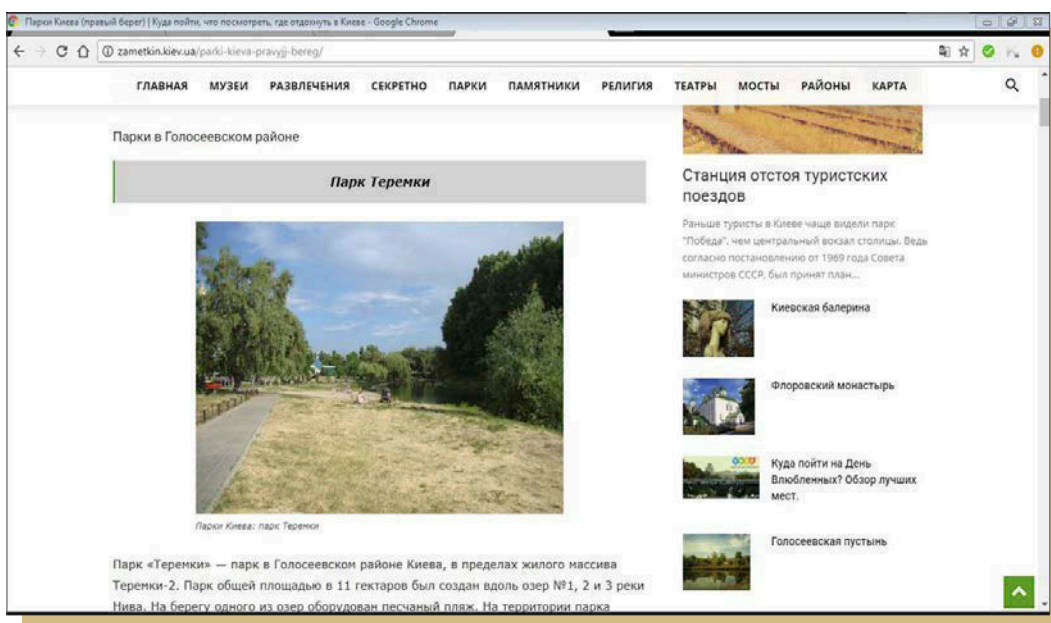 Парки Киева (правый берег) | Куда пойти, что посмотреть, где отдохнуть в Киеве - Google Chrome
zametkin.kiev.ua/parki-kieva-pravyjj-bereg/
ГЛАВНАЯ МУЗЕИ РАЗВЛЕЧЕНИЯ СЕКРЕТНО ПАРКИ ПАМЯТНИКИ РЕЛИГИЯ ТЕАТРЫ МОСТЫ РАЙОНЫ КАРТА
Парки в Голосеевском районе
Парк Теремки
Парки Киева: парк Теремки
Парк «Теремки» — парк в Голосеевском районе Киева, в пределах жилого массива
Теремки-2. Парк общей площадью в 11 гектаров был создан вдоль озер №1, 2 и 3 реки
Нива. На берегу одного из озер оборудован песчаный пляж. На территории парка
Станция отстоя туристских
поездов
Раньше туристы в Киеве чаще видели парк
"Победа", чем центральный вокзал столицы. Ведь
согласно постановлению от 1969 года Совета
министров СССР, был принят план...
Киевская балерина
Флоровский монастырь
Куда пойти на День
Влюбленных? Обзор лучших
мест.
Голосеевская пустынь